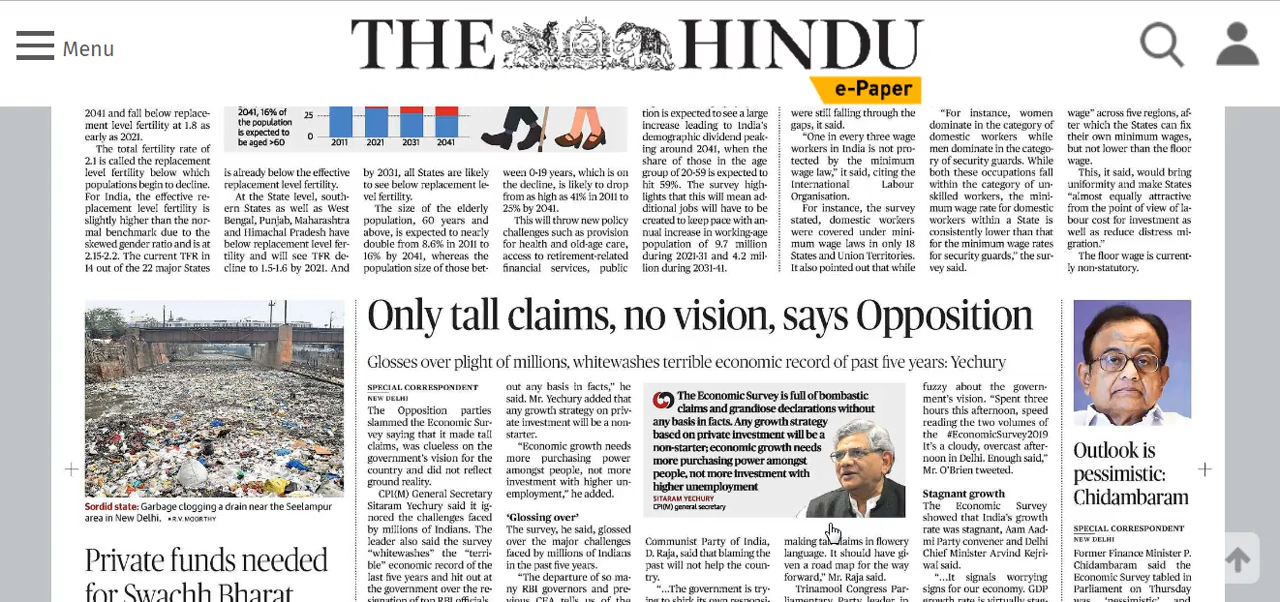 Menu
THE HINDU
e-Paper
2041 and fall below replace-
ment level fertility at 1.8 as
early as 2021.
The total fertility rate of
2.1 is called the replacement
level fertility below which
populations begin to decline.
For India, the effective re-
placement level fertility is
slightly higher than the nor-
mal benchmark due to the
skewed gender ratio and is at
2.15-2.2. The current TFR in
14 out of the 22 major States
2041, 16% of
the population
is expected to
be aged >60
25
0
2011
2021
2031
2041
is already below the effective
replacement level fertility.
At the State level, south-
ern States as well as West
Bengal, Punjab, Maharashtra
and Himachal Pradesh have
below replacement level fer-
tility and will see TFR de-
cline to 1.5-1.6 by 2021. And
by 2031, all States are likely
to see below replacement le-
vel fertility.
The size of the elderly
population, 60 years and
above, is expected to nearly
double from 8.6% in 2011 to
16% by 2041, whereas the
population size of those bet-
ween 0-19 years, which is on
the decline, is likely to drop
from as high as 41% in 2011 to
25% by 2041.
This will throw new policy
challenges such as provision
for health and old-age care,
access to retirement-related
financial services, public
tion is expected to see a large
increase leading to India's
demographic dividend peak-
ing around 2041, when the
share of those in the age
group of 20-59 is expected to
hit 59%. The survey high-
lights that this will mean ad-
ditional jobs will have to be
created to keep pace with an-
nual increase in working-age
population of 9.7 million
during 2021-31 and 4.2 mil-
lion during 2031-41.
were still falling through the
gaps, it said.
"One in every three wage
workers in India is not pro-
tected by the minimum
wage law," it said, citing the
International Labour
Organisation.
For instance, the survey
stated, domestic workers
were covered under mini-
mum wage laws in only 18
States and Union Territories.
It also pointed out that while
"For instance, women
dominate in the category of
domestic workers while
men dominate in the catego-
ry of security guards. While
both these occupations fall
within the category of un-
skilled workers, the minim-
um wage rate for domestic
workers within a State is
consistently lower than that
for the minimum wage rates
for security guards," the sur-
vey said.
wage" across five regions, af-
ter which the States can fix
their own minimum wages,
but not lower than the floor
wage.
This, it said, would bring
uniformity and make States
"almost equally attractive
from the point of view of la-
bour cost for investment as
well as reduce distress mi-
gration."
The floor wage is current-
ly non-statutory.
Sordid state: Garbage clogging a drain near the Seelampur
area in New Delhi. ■ R.V. MOORTHY
Private funds needed
for Swachh Bharat
Only tall claims, no vision, says Opposition
Glosses over plight of millions, whitewashes terrible economic record of past five years: Yechury
SPECIAL CORRESPONDENT
NEW DELHI
The Opposition parties
slammed the Economic Sur-
vey saying that it made tall
claims, was clueless on the
government's vision for the
country and did not reflect
ground reality.
CPI(M) General Secretary
Sitaram Yechury said it ig-
nored the challenges faced
by millions of Indians. The
leader also said the survey
"whitewashes" the "terri-
ble" economic record of the
last five years and hit out at
the government over the re-
signation of top RBI officials.
out any basis in facts," he
said. Mr. Yechury added that
any growth strategy on priv-
ate investment will be a non-
starter.
"Economic growth needs
more purchasing power
amongst people, not more
investment with higher un-
employment," he added.
'Glossing over'
The survey, he said, glossed
over the major challenges
faced by millions of Indians
in the past five years.
"The departure of so ma-
ny RBI governors and pre-
vious CEA tells us of the
The Economic Survey is full of bombastic
claims and grandiose declarations without
any basis in facts. Any growth strategy
based on private investment will be a
non-starter; economic growth needs
more purchasing power amongst
people, not more investment with
higher unemployment
SITARAM YECHURY
CPI(M) general secretary
Communist Party of India,
D. Raja, said that blaming the
past will not help the coun-
try.
"...The government is try-
ing to shirk its own responsi-
making tall claims in flowery
language. It should have gi-
ven a road map for the way
forward," Mr. Raja said.
Trinamool Congress Par-
liamentary Party leader in
fuzzy about the govern-
ment's vision. "Spent three
hours this afternoon, speed
reading the two volumes of
the #EconomicSurvey2019
It's a cloudy, overcast after-
noon in Delhi. Enough said,"
Mr. O'Brien tweeted.
Stagnant growth
The Economic Survey
showed that India's growth
rate was stagnant, Aam Aad-
mi Party convener and Delhi
Chief Minister Arvind Kejri-
wal said.
"...It signals worrying
signs for our economy. GDP
growth rate is virtually stag-
Outlook is
pessimistic:
Chidambaram
SPECIAL CORRESPONDENT
NEW DELHI
Former Finance Minister P.
Chidambaram said the
Economic Survey tabled in
Parliament on Thursday
was 'pessimistic' and